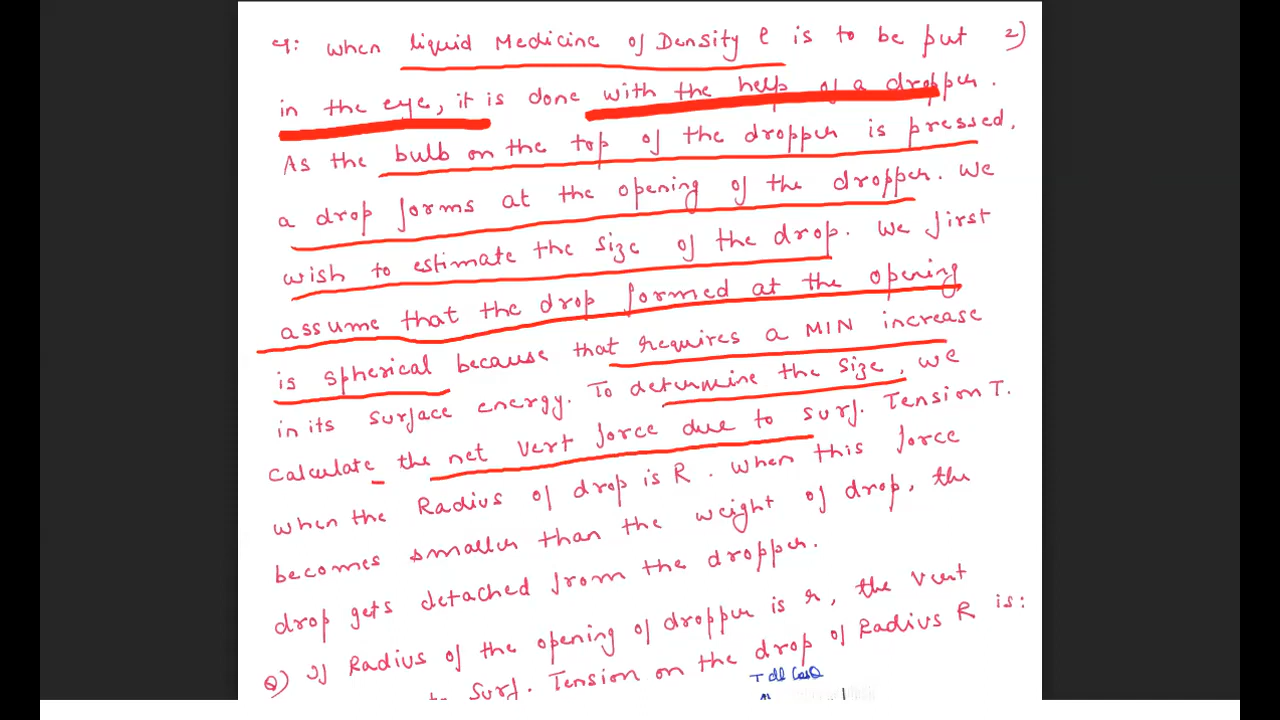 q: when liquid Medicine of Density ρ is to be put 2)
in the eye, it is done with the help of a dropper.
As the bulb on the top of the dropper is pressed,
a drop forms at the opening of the dropper. We
wish to estimate the size of the drop. We first
assume that the drop formed at the opening
is spherical because that requires a MIN increase
in its surface energy. To determine the size, we
calculate the net vert force due to surf. Tension T.
when the Radius of drop is R. when this force
becomes smaller than the weight of drop, the
drop gets detached from the dropper.
Q) If Radius of the opening of dropper is r, the vert
to Surf. Tension on the drop of Radius R is:
T dl Cosθ